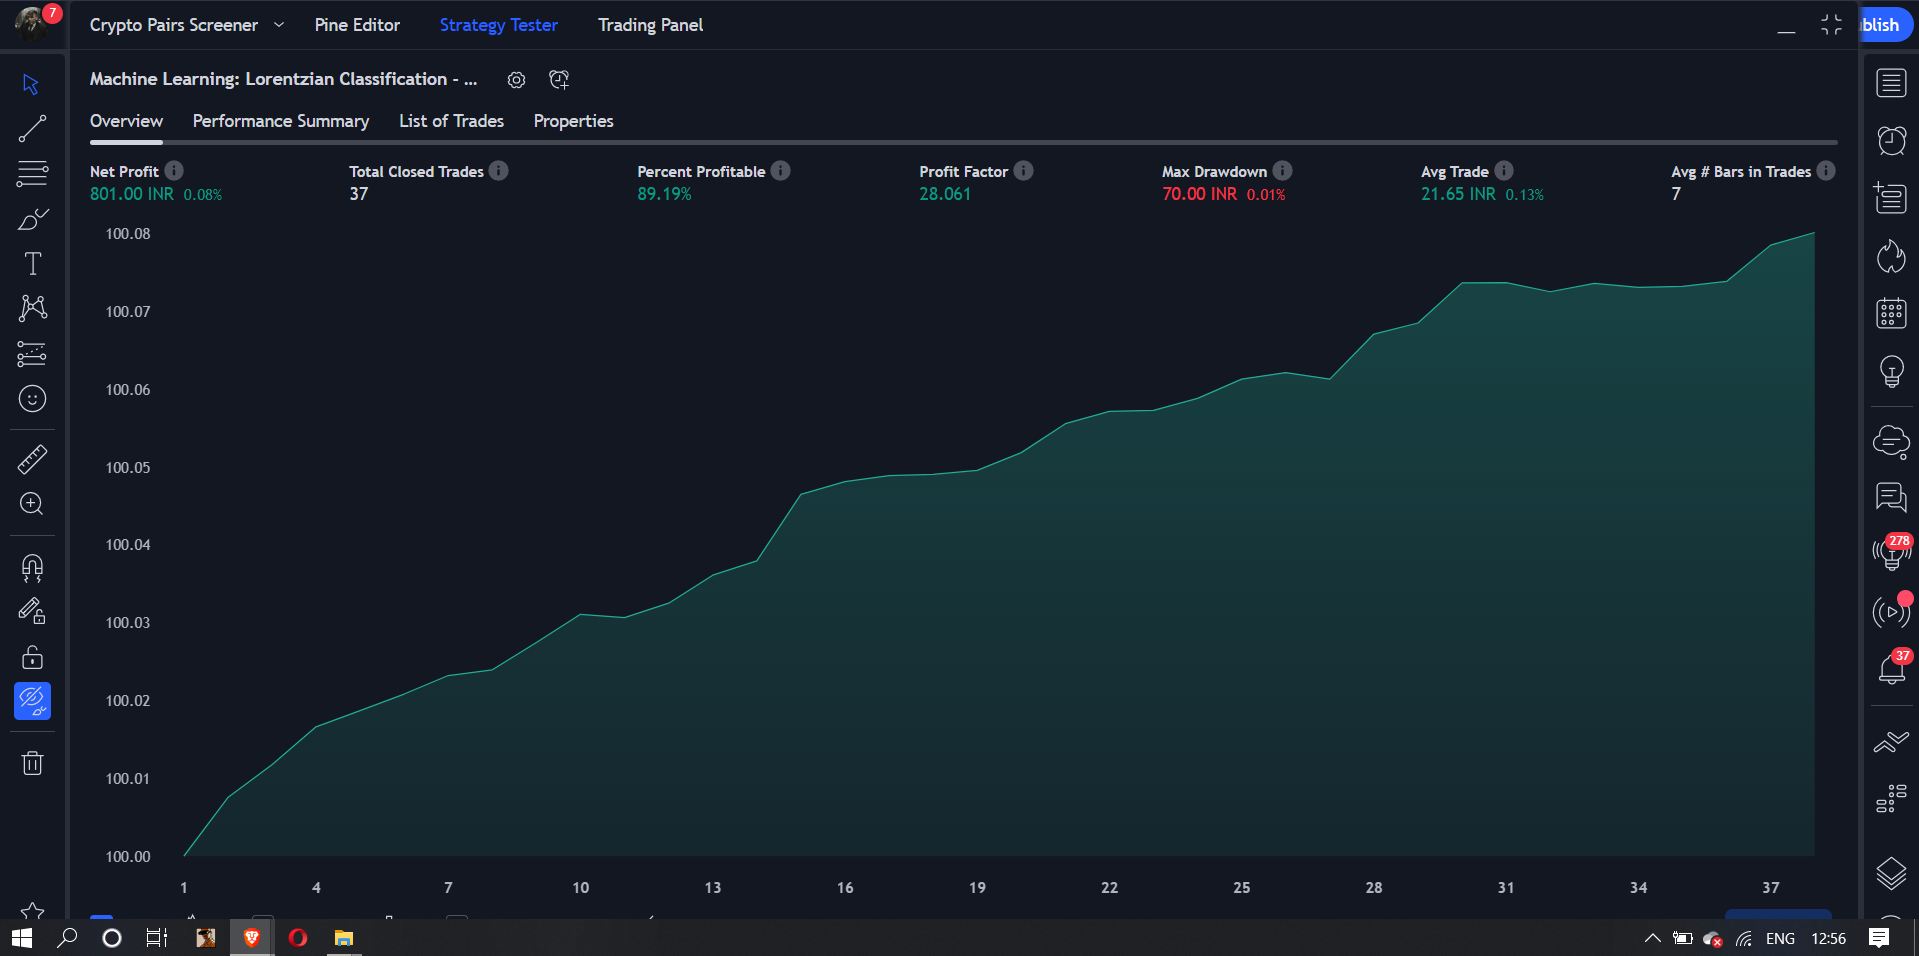 7
Crypto Pairs Screener Pine Editor Strategy Tester Trading Panel
blish
Machine Learning: Lorentzian Classification - ...
Overview Performance Summary List of Trades Properties
Net Profit Total Closed Trades Percent Profitable Profit Factor Max Drawdown Avg Trade Avg # Bars in Trades
801.00 INR 0.08% 37 89.19% 28.061 70.00 INR 0.01% 21.65 INR 0.13% 7
100.08
100.07
100.06
100.05
100.04
100.03
100.02
100.01
100.00
1 4 7 10 13 16 19 22 25 28 31 34 37
278
37
ENG 12:56